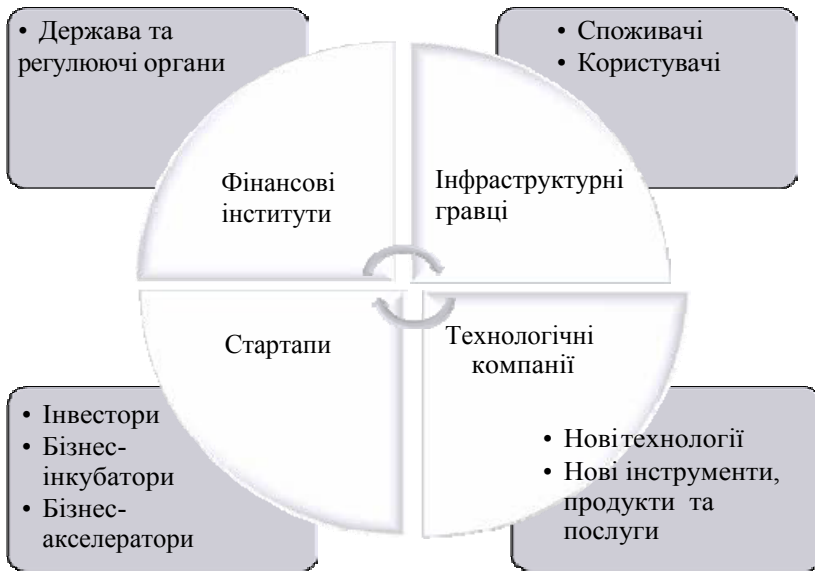 • Держава та
регулюючі органи
• Споживачі
• Користувачі
Фінансові
інститути
Інфраструктурні
гравці
Стартапи
Технологічні
компанії
• Інвестори
• Бізнес-
інкубатори
• Бізнес-
акселератори
• Нові технології
• Нові інструменти,
продукти та
послуги